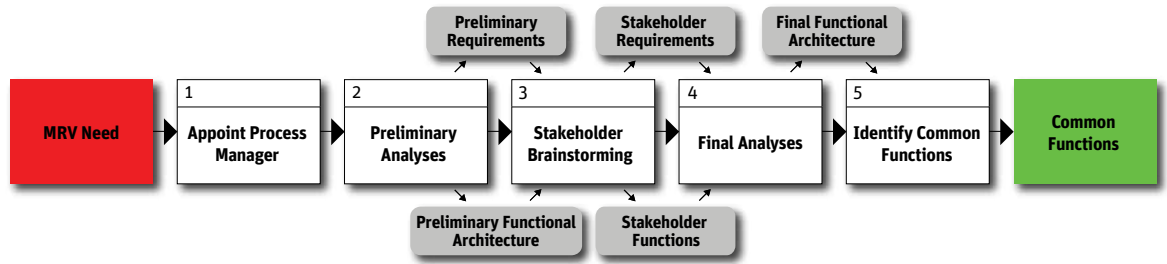 Preliminary
Requirements
Stakeholder
Requirements
Final Functional
Architecture
MRV Need
1
Appoint Process
Manager
2
Preliminary
Analyses
3
Stakeholder
Brainstorming
4
Final Analyses
5
Identify Common
Functions
Common
Functions
Preliminary Functional
Architecture
Stakeholder
Functions